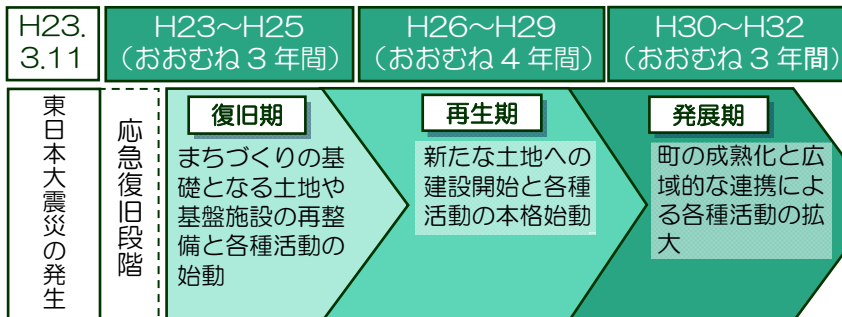 H23.
3.11
H23～H25
（おおむね３年間）
H26～H29
（おおむね４年間）
H30～H32
（おおむね３年間）
東日本大震災の発生
応急復旧段階
復旧期
まちづくりの基
礎となる土地や
基盤施設の再整
備と各種活動の
始動
再生期
新たな土地への
建設開始と各種
活動の本格始動
発展期
町の成熟化と広
域的な連携によ
る各種活動の拡
大